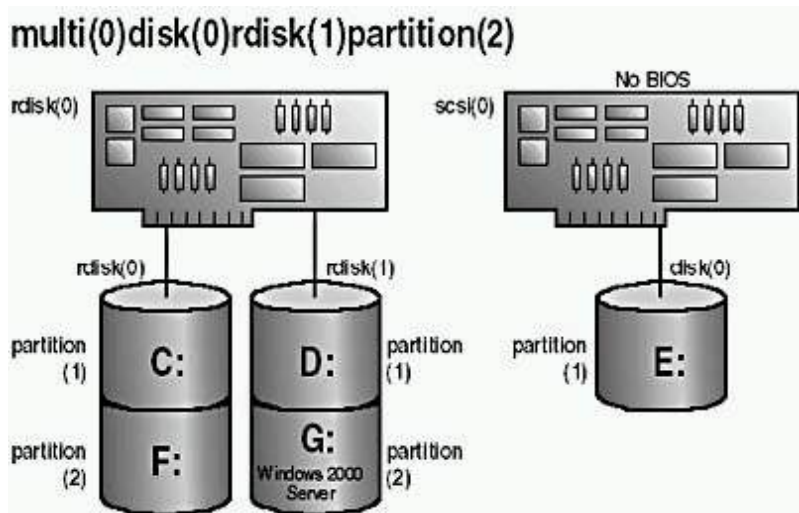 multi(0)disk(0)rdisk(1)partition(2)
rdisk(0)
No BIOS
scsi(0)
rdisk(0)
rdisk(1)
disk(0)
partition
(1)
C:
D:
partition
(1)
partition
(1)
E:
partition
(2)
F:
G:
Windows 2000
Server
partition
(2)